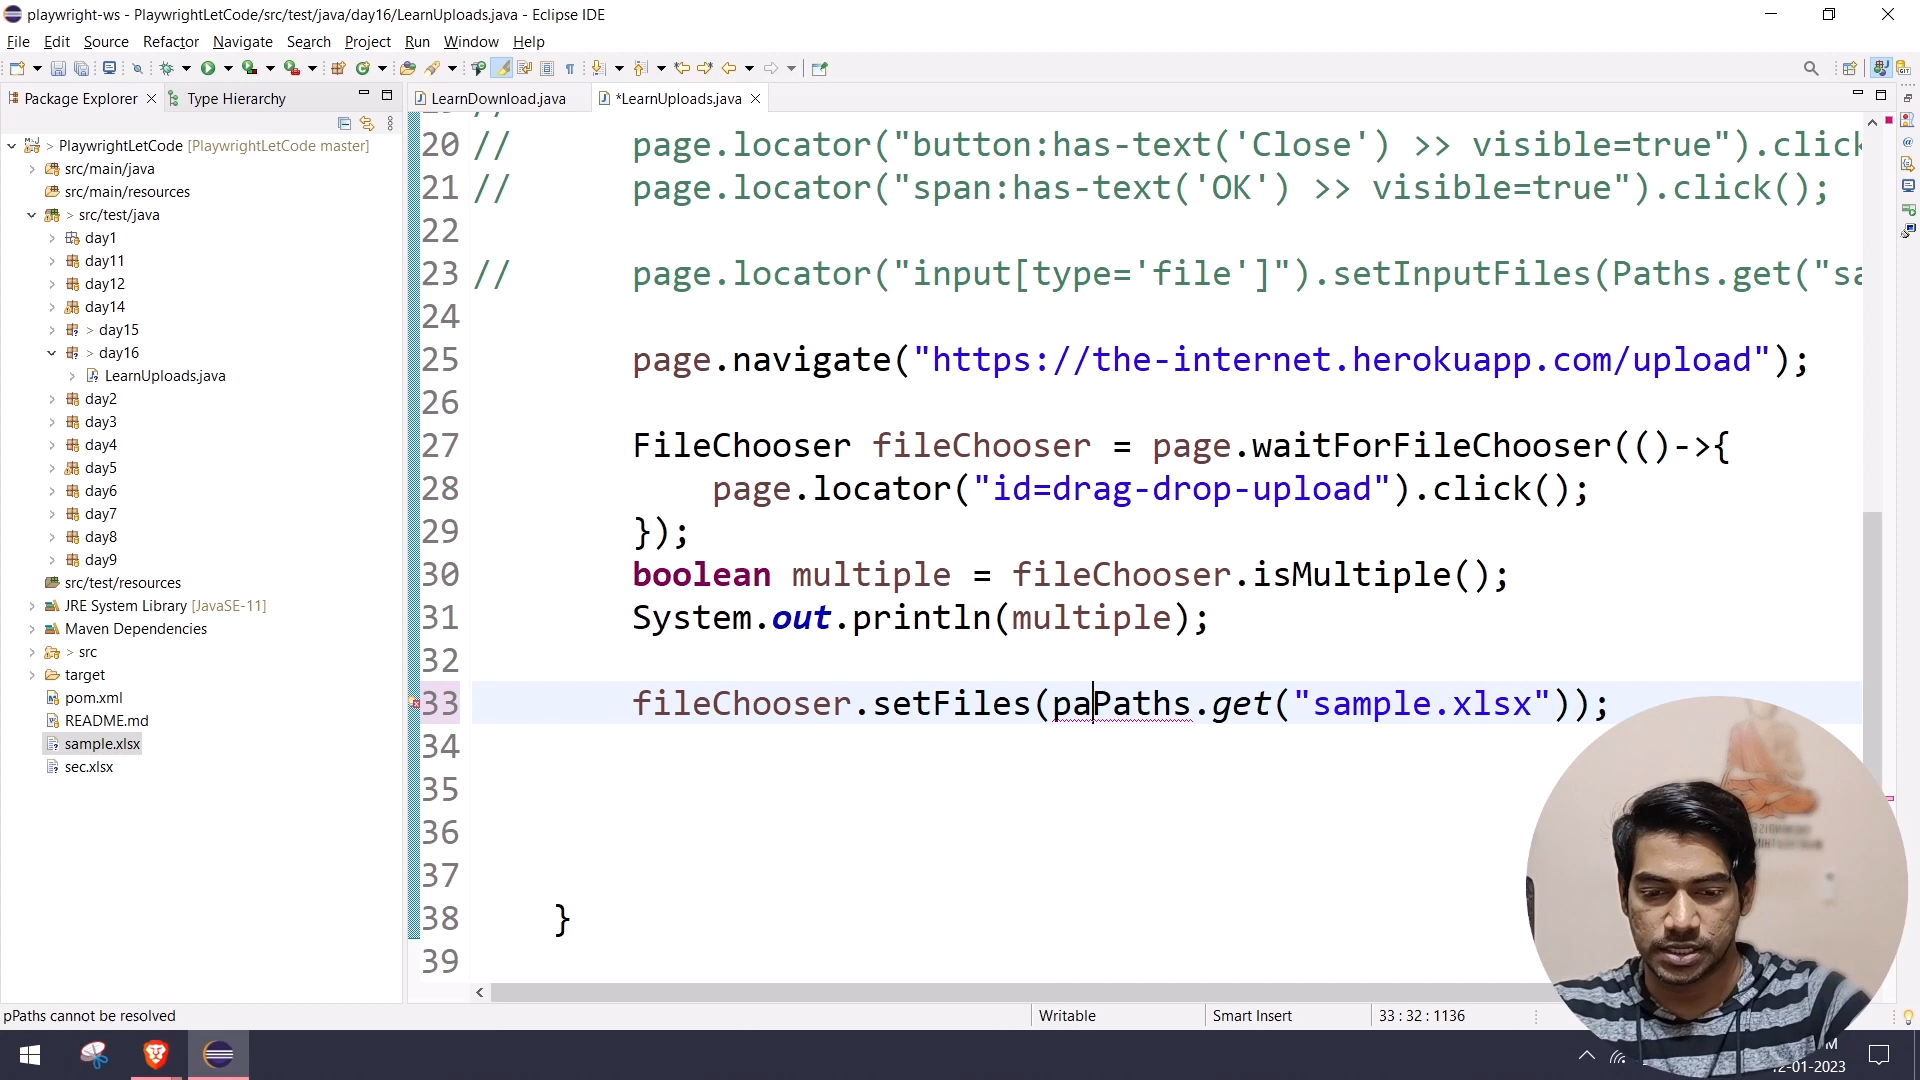 playwright-ws - PlaywrightLetCode/src/test/java/day16/LearnUploads.java - Eclipse IDE
File Edit Source Refactor Navigate Search Project Run Window Help
Package Explorer Type Hierarchy
LearnDownload.java *LearnUploads.java
> PlaywrightLetCode [PlaywrightLetCode master]
src/main/java
src/main/resources
> src/test/java
day1
day11
day12
day14
> day15
> day16
LearnUploads.java
day2
day3
day4
day5
day6
day7
day8
day9
src/test/resources
JRE System Library [JavaSE-11]
Maven Dependencies
> src
target
pom.xml
README.md
sample.xlsx
sec.xlsx
20 // page.locator("button:has-text('Close') >> visible=true").click
21 // page.locator("span:has-text('OK') >> visible=true").click();
22
23 // page.locator("input[type='file']").setInputFiles(Paths.get("sa
24
25 page.navigate("https://the-internet.herokuapp.com/upload");
26
27 FileChooser fileChooser = page.waitForFileChooser(()->{
28 page.locator("id=drag-drop-upload").click();
29 });
30 boolean multiple = fileChooser.isMultiple();
31 System.out.println(multiple);
32
33 fileChooser.setFiles(paPaths.get("sample.xlsx"));
34
35
36
37
38 }
39
pPaths cannot be resolved
Writable Smart Insert 33 : 32 : 1136
M
2-01-2023